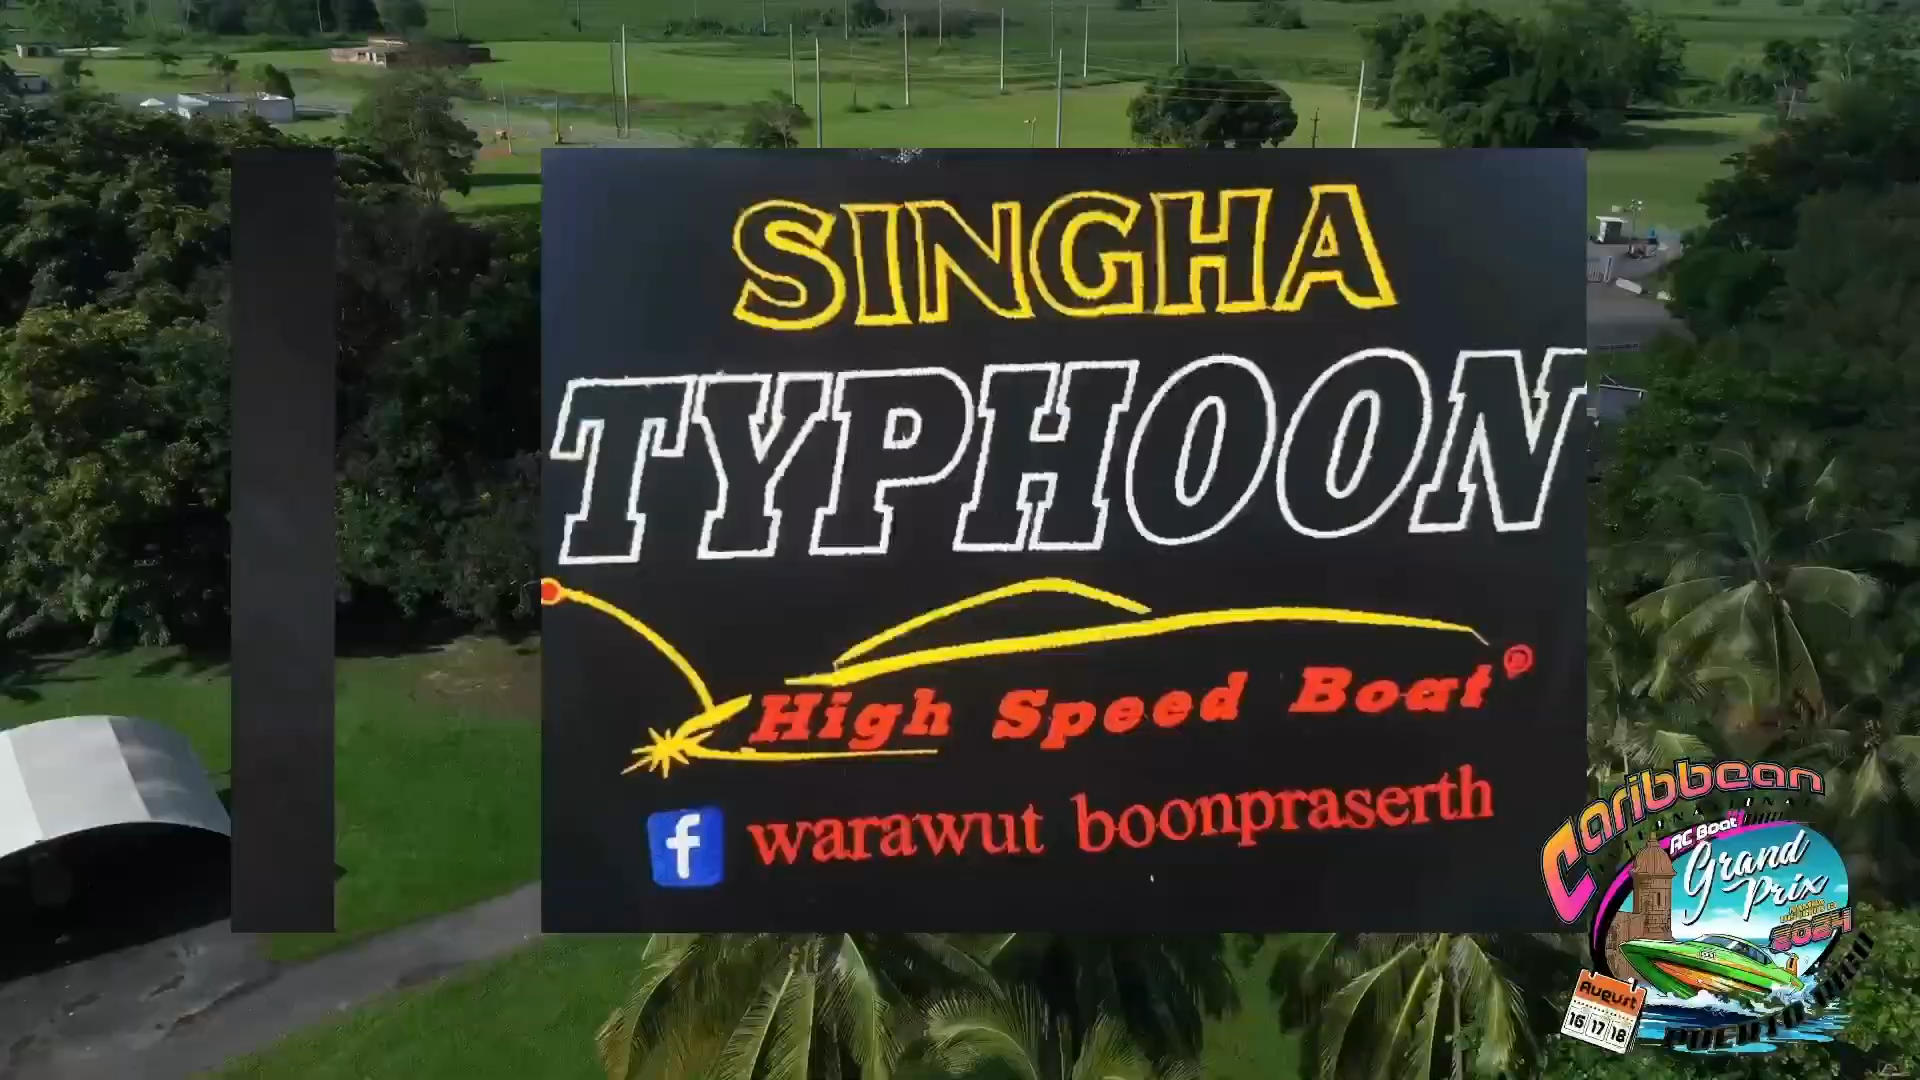 SINGHA
TYPHOON
High Speed Boat®
f warawut boonpraserth
Caribbean
RC Boat
Grand
Prix
2024
August
16 17 18
PUERTO RICO